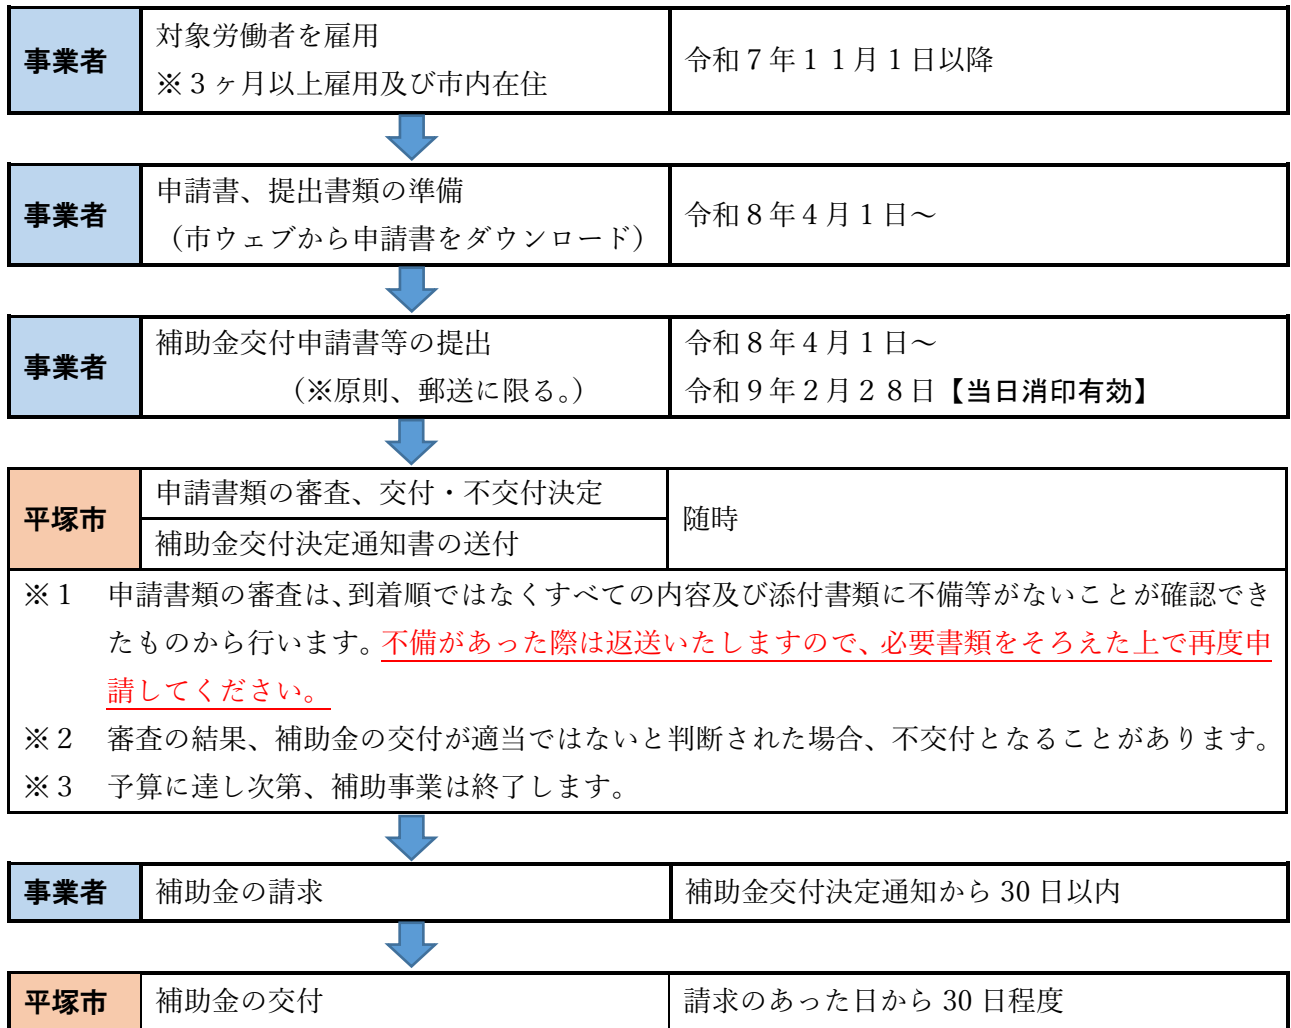 事業者
対象労働者を雇用
※３ヶ月以上雇用及び市内在住
令和７年１１月１日以降
事業者
申請書、提出書類の準備
（市ウェブから申請書をダウンロード）
令和８年４月１日～
事業者
補助金交付申請書等の提出
（※原則、郵送に限る。）
令和８年４月１日～
令和９年２月２８日【当日消印有効】
平塚市
申請書類の審査、交付・不交付決定
補助金交付決定通知書の送付
随時
※１　申請書類の審査は、到着順ではなくすべての内容及び添付書類に不備等がないことが確認でき
たものから行います。不備があった際は返送いたしますので、必要書類をそろえた上で再度申
請してください。
※２　審査の結果、補助金の交付が適当ではないと判断された場合、不交付となることがあります。
※３　予算に達し次第、補助事業は終了します。
事業者
補助金の請求
補助金交付決定通知から 30 日以内
平塚市
補助金の交付
請求のあった日から 30 日程度